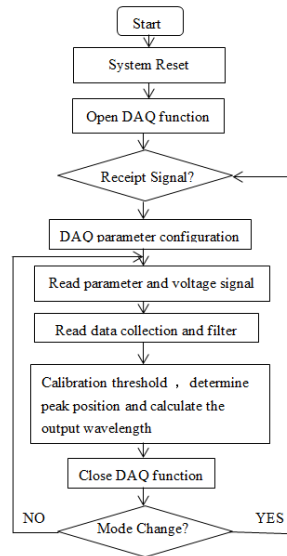 Start
System Reset
Open DAQ function
Receipt Signal?
DAQ parameter configuration
Read parameter and voltage signal
Read data collection and filter
Calibration threshold , determine
peak position and calculate the
output wavelength
Close DAQ function
NO
YES
Mode Change?